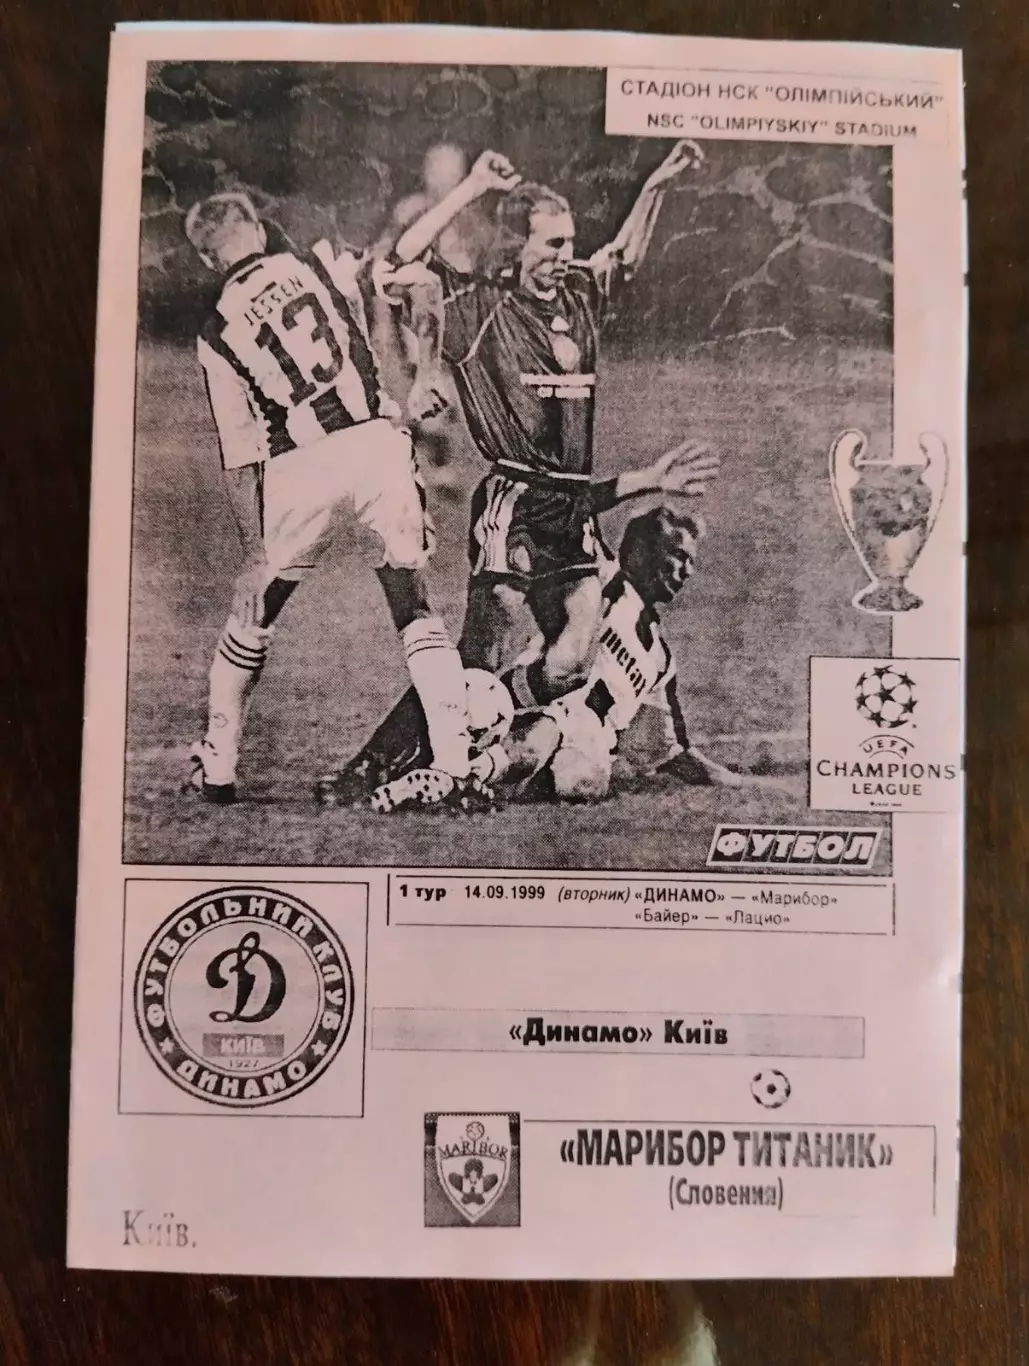 СТАДІОН НСК "ОЛІМПІЙСЬКИЙ"
NSC "OLIMPIYSKIY" STADIUM
JESSEN
13
metax
UEFA
CHAMPIONS
LEAGUE
ФУТБОЛ
1 тур 14.09.1999 (вторник) «ДИНАМО» — «Марибор»
«Байер» — «Лацио»
ФУТБОЛЬНИЙ КЛУБ
Д
КИЇВ
1927
ДИНАМО
«Динамо» Київ
MARIBOR
«МАРИБОР ТИТАНИК»
(Словения)
Київ.